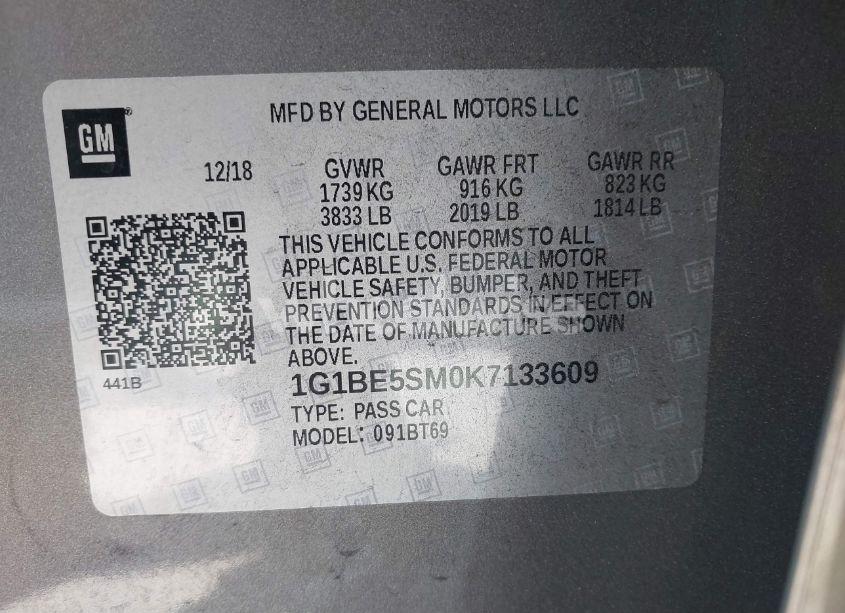 GM
MFD BY GENERAL MOTORS LLC
12/18 GVWR GAWR FRT GAWR RR
1739 KG 916 KG 823 KG
3833 LB 2019 LB 1814 LB
THIS VEHICLE CONFORMS TO ALL
APPLICABLE U.S. FEDERAL MOTOR
VEHICLE SAFETY, BUMPER, AND THEFT
PREVENTION STANDARDS IN EFFECT ON
THE DATE OF MANUFACTURE SHOWN
ABOVE.
441B
1G1BE5SM0K7133609
TYPE: PASS CAR
MODEL: 091BT69